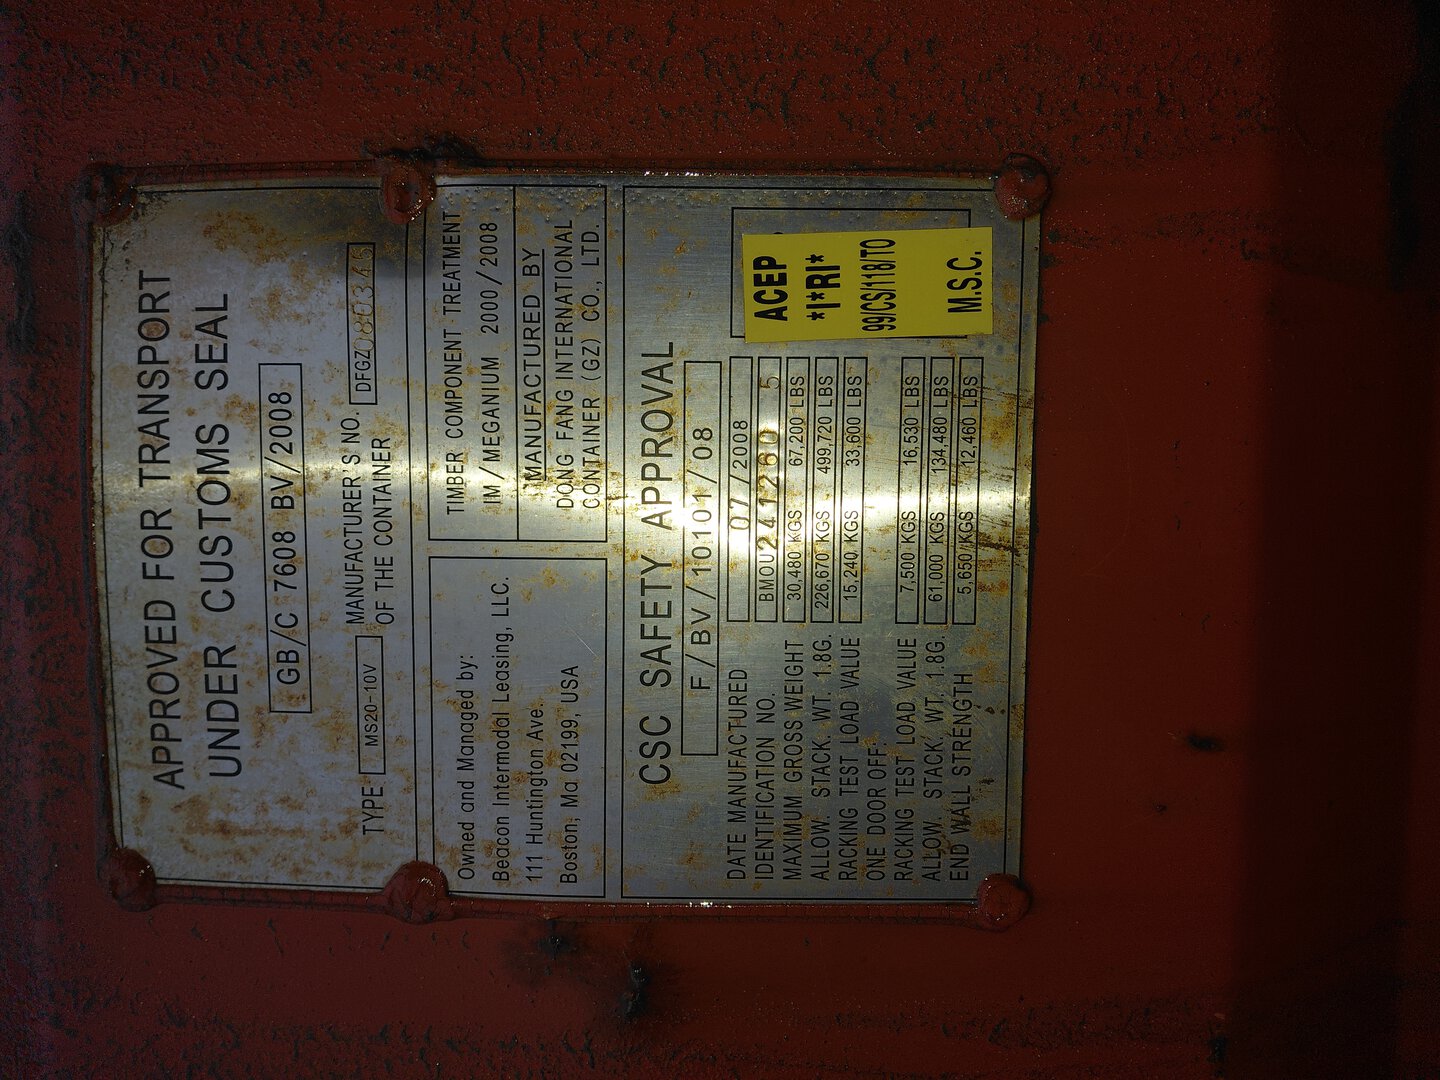 APPROVED FOR TRANSPORT
UNDER CUSTOMS SEAL
GB/C 7608 BV/2008
TYPE MS20-10V MANUFACTURER'S NO. OF THE CONTAINER DFGZ080345
Owned and Managed by:
Beacon Intermodal Leasing, LLC.
111 Huntington Ave.
Boston, Ma 02199, USA
TIMBER COMPONENT TREATMENT
IM/MEGANIUM 2000/2008
MANUFACTURED BY
DONG FANG INTERNATIONAL
CONTAINER (GZ) CO., LTD.
CSC SAFETY APPROVAL
F/BV/10101/08
DATE MANUFACTURED 07/2008
IDENTIFICATION NO. BMOU241260 5
MAXIMUM GROSS WEIGHT 30,480 KGS 67,200 LBS
ALLOW. STACK. WT. 1.8G. 226,670 KGS 499,720 LBS
RACKING TEST LOAD VALUE 15,240 KGS 33,600 LBS
ONE DOOR OFF:
RACKING TEST LOAD VALUE 7,500 KGS 16,530 LBS
ALLOW. STACK. WT. 1.8G. 61,000 KGS 134,480 LBS
END WALL STRENGTH 5,650 KGS 12,460 LBS
ACEP
*I*RI*
99/CS/118/TO
M.S.C.